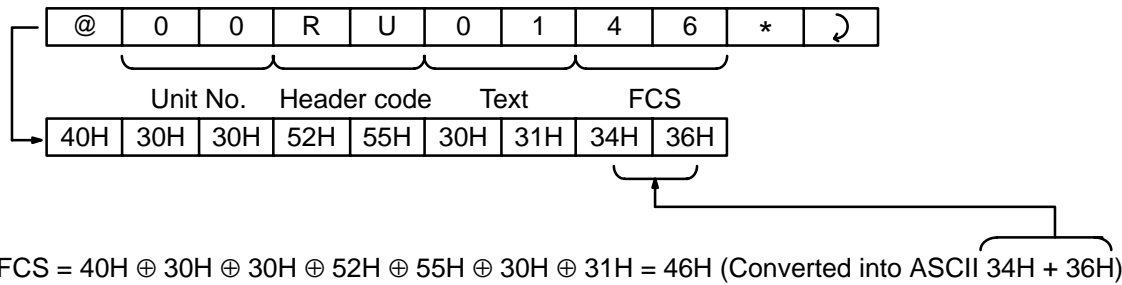 @ 0 0 R U 0 1 4 6 *
Unit No. Header code Text FCS
40H 30H 30H 52H 55H 30H 31H 34H 36H
FCS = 40H ⊕ 30H ⊕ 30H ⊕ 52H ⊕ 55H ⊕ 30H ⊕ 31H = 46H (Converted into ASCII 34H + 36H)